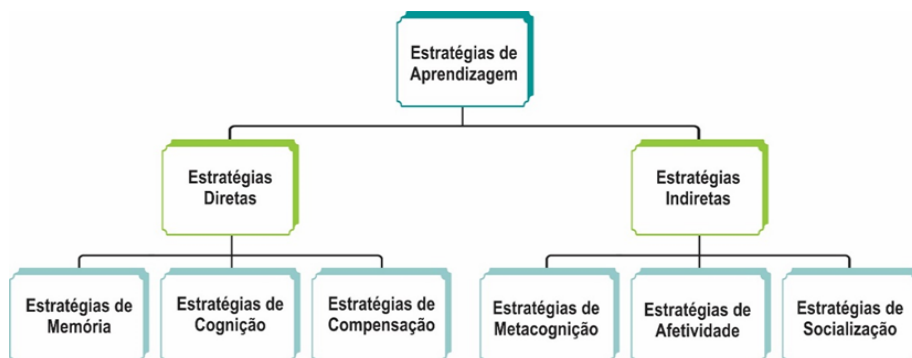 Estratégias de
Aprendizagem
Estratégias
Diretas
Estratégias
Indiretas
Estratégias de
Memória
Estratégias de
Cognição
Estratégias de
Compensação
Estratégias de
Metacognição
Estratégias de
Afetividade
Estratégias de
Socialização